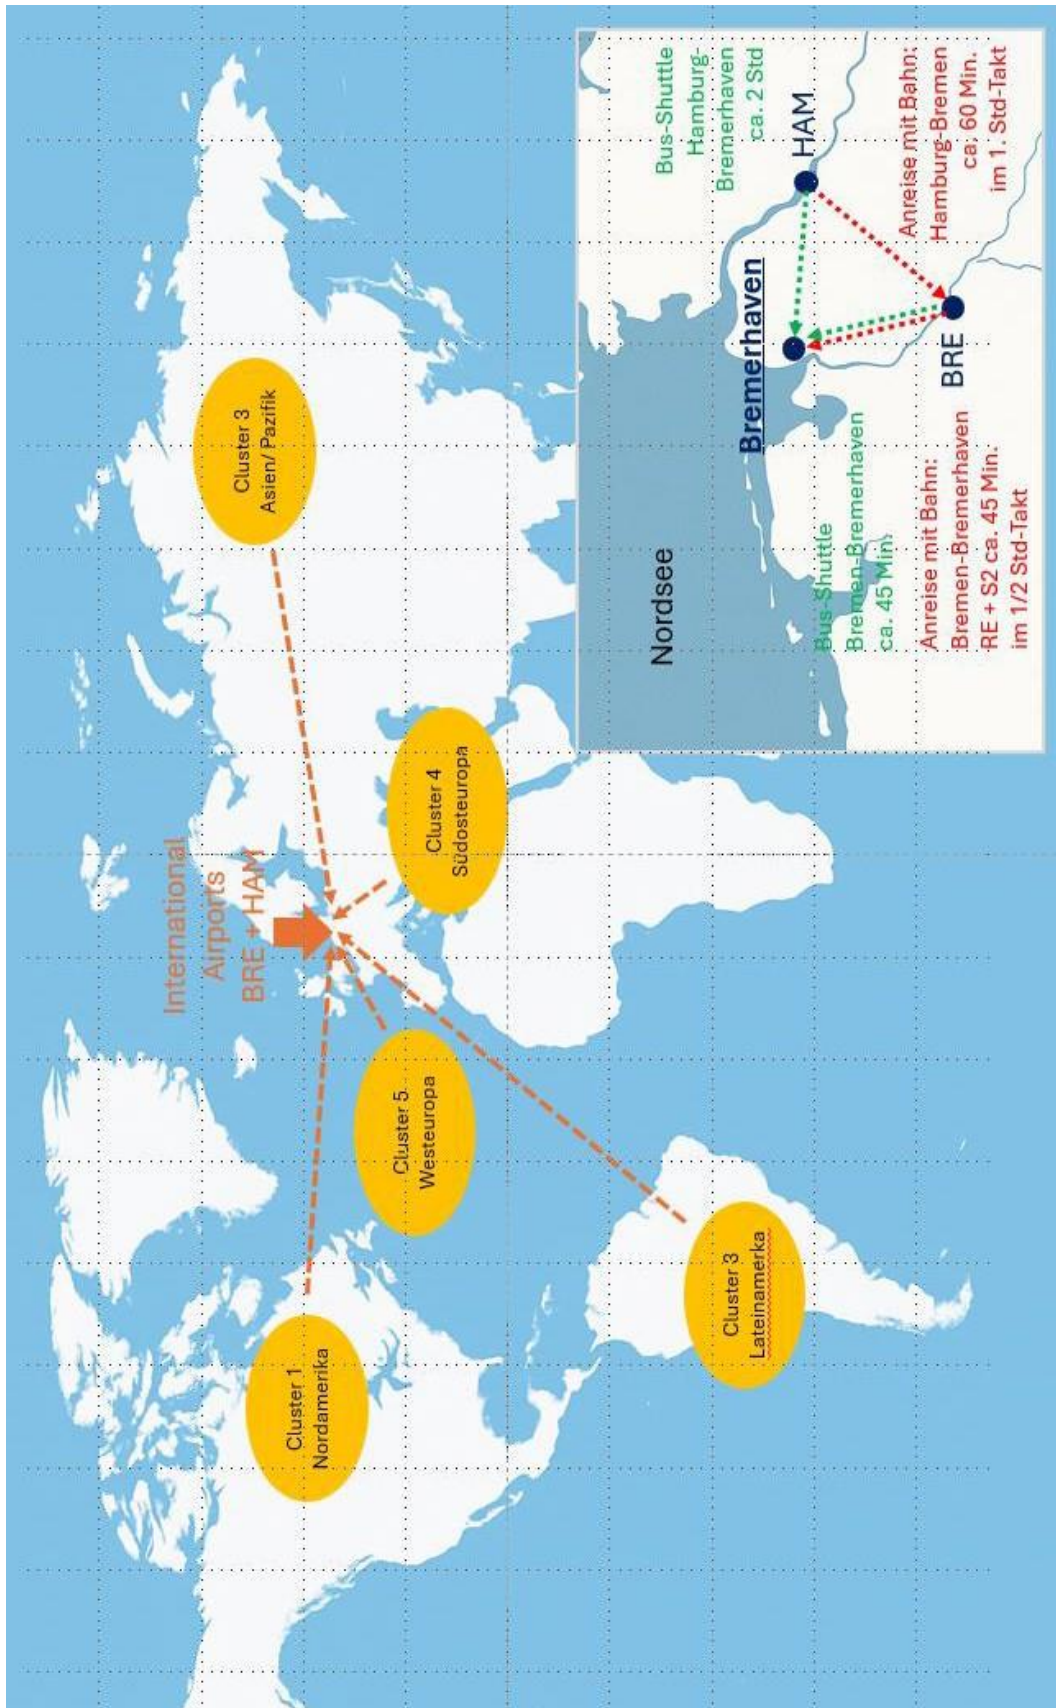 International
Airports
BRE + HAM
Cluster 1
Nordamerika
Cluster 5
Westeuropa
Cluster 4
Südosteuropa
Cluster 3
Asien/ Pazifik
Cluster 3
Lateinamerka
Nordsee
Bremerhaven
HAM
BRE
Bus-Shuttle
Hamburg-
Bremerhaven
ca. 2 Std
Bus-Shuttle
Bremen-Bremerhaven
ca. 45 Min.
Anreise mit Bahn:
Bremen-Bremerhaven
RE + S2 ca. 45 Min.
im 1/2 Std-Takt
Anreise mit Bahn:
Hamburg-Bremen
ca. 60 Min.
im 1. Std-Takt